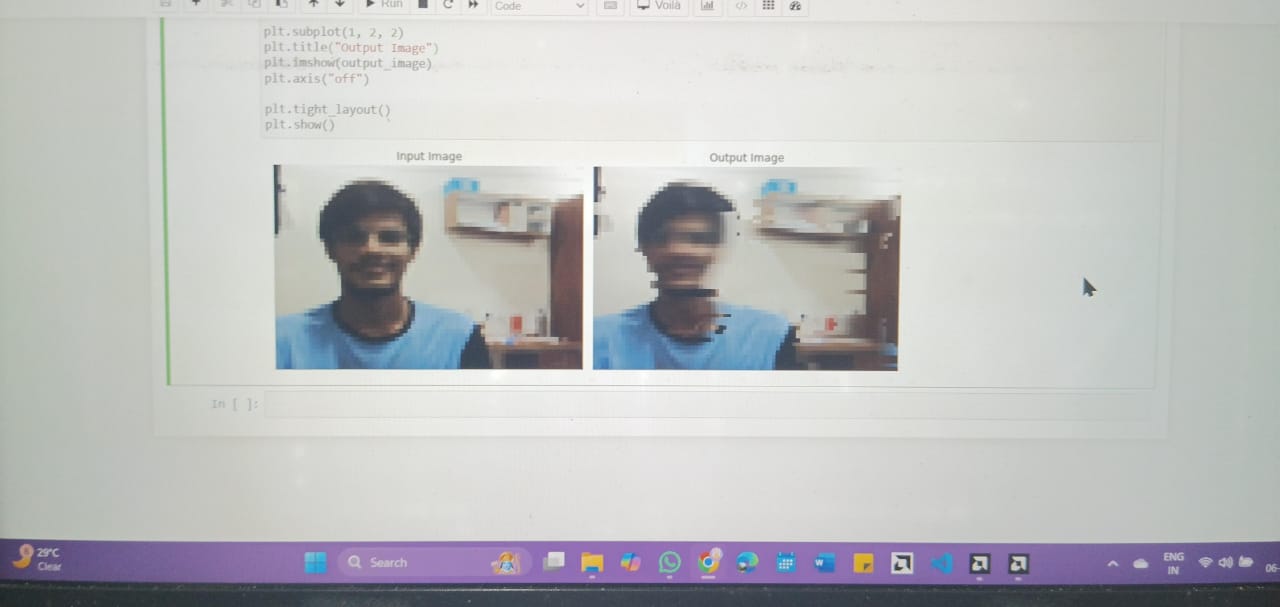 Run
Code
Voilà
</>
plt.subplot(1, 2, 2)
plt.title("Output Image")
plt.imshow(output_image)
plt.axis("off")
plt.tight_layout()
plt.show()
Input Image
Output Image
In [ ]:
29°C
Clear
Search
W
ENG
IN
06-